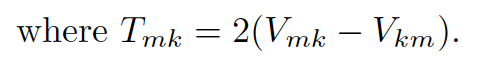 where $T_{mk} = 2(V_{mk} - V_{km}).$